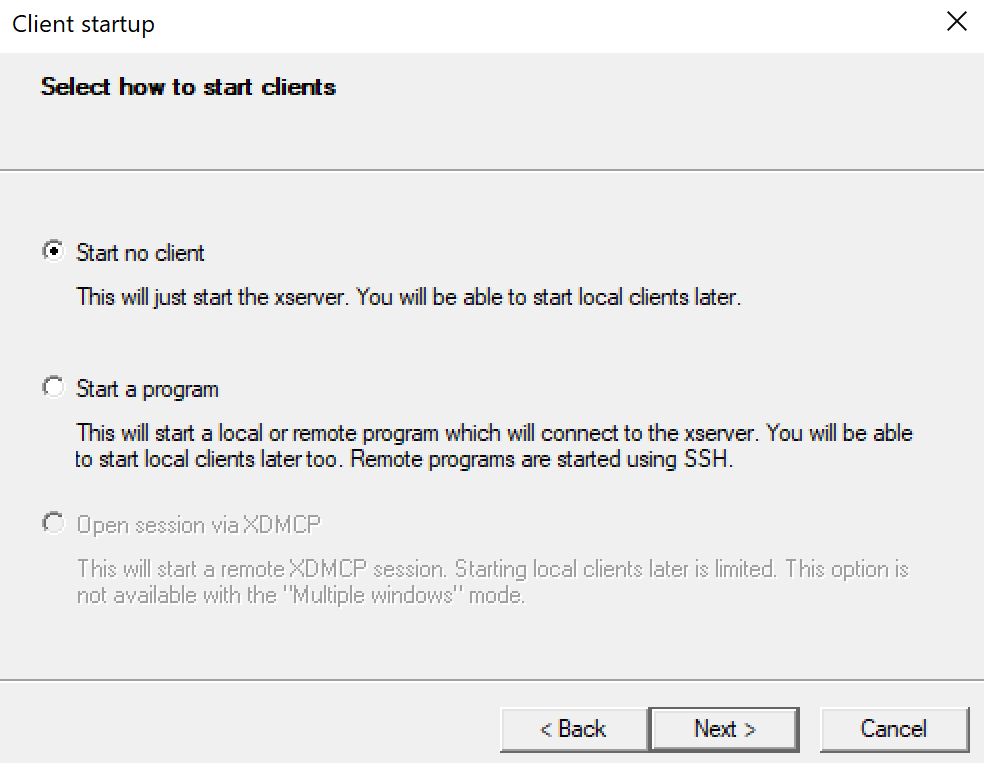 Client startup
Select how to start clients
Start no client
This will just start the xserver. You will be able to start local clients later.
Start a program
This will start a local or remote program which will connect to the xserver. You will be able
to start local clients later too. Remote programs are started using SSH.
Open session via XDMCP
This will start a remote XDMCP session. Starting local clients later is limited. This option is
not available with the "Multiple windows" mode.
< Back Next > Cancel